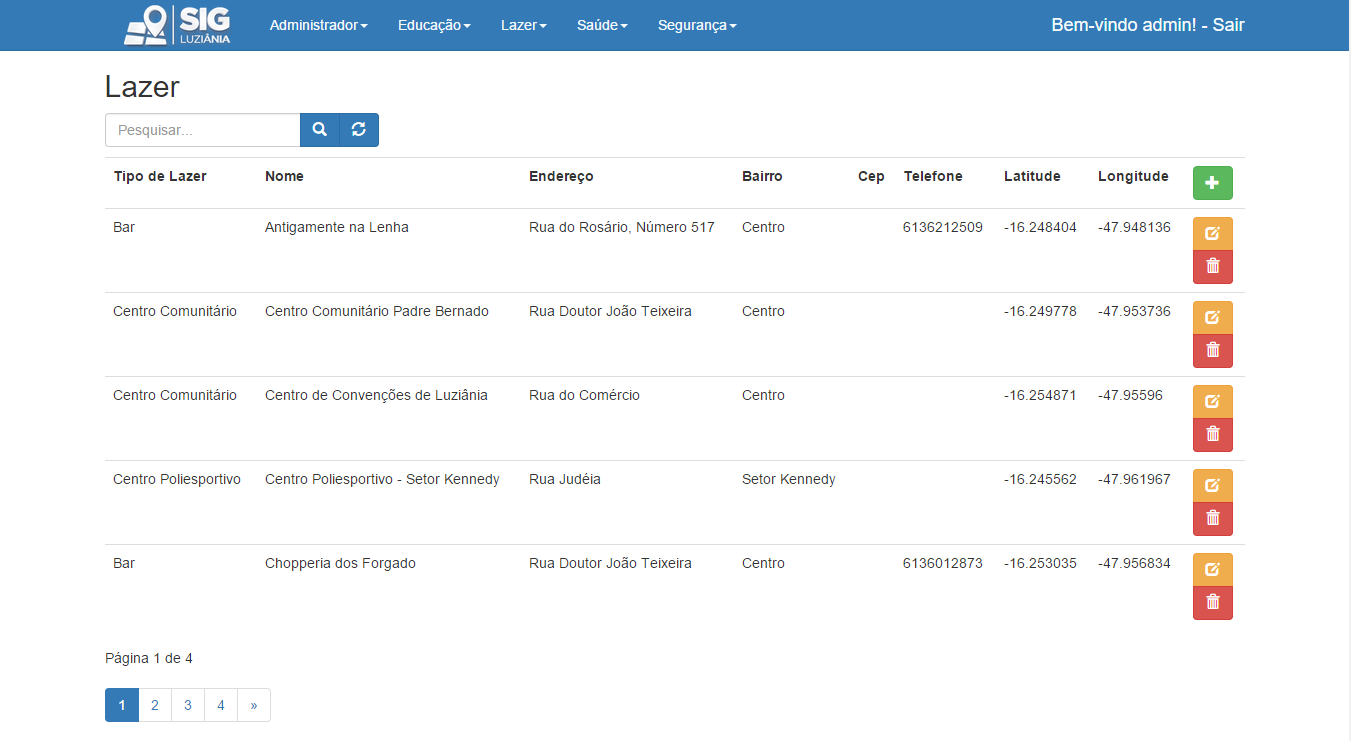 SIG LUZIÂNIA Administrador Educação Lazer Saúde Segurança Bem-vindo admin! - Sair
Lazer
Pesquisar...
Tipo de Lazer Nome Endereço Bairro Cep Telefone Latitude Longitude
Bar Antigamente na Lenha Rua do Rosário, Número 517 Centro 6136212509 -16.248404 -47.948136
Centro Comunitário Centro Comunitário Padre Bernado Rua Doutor João Teixeira Centro -16.249778 -47.953736
Centro Comunitário Centro de Convenções de Luziânia Rua do Comércio Centro -16.254871 -47.95596
Centro Poliesportivo Centro Poliesportivo - Setor Kennedy Rua Judéia Setor Kennedy -16.245562 -47.961967
Bar Chopperia dos Forgado Rua Doutor João Teixeira Centro 6136012873 -16.253035 -47.956834
Página 1 de 4
1 2 3 4 »